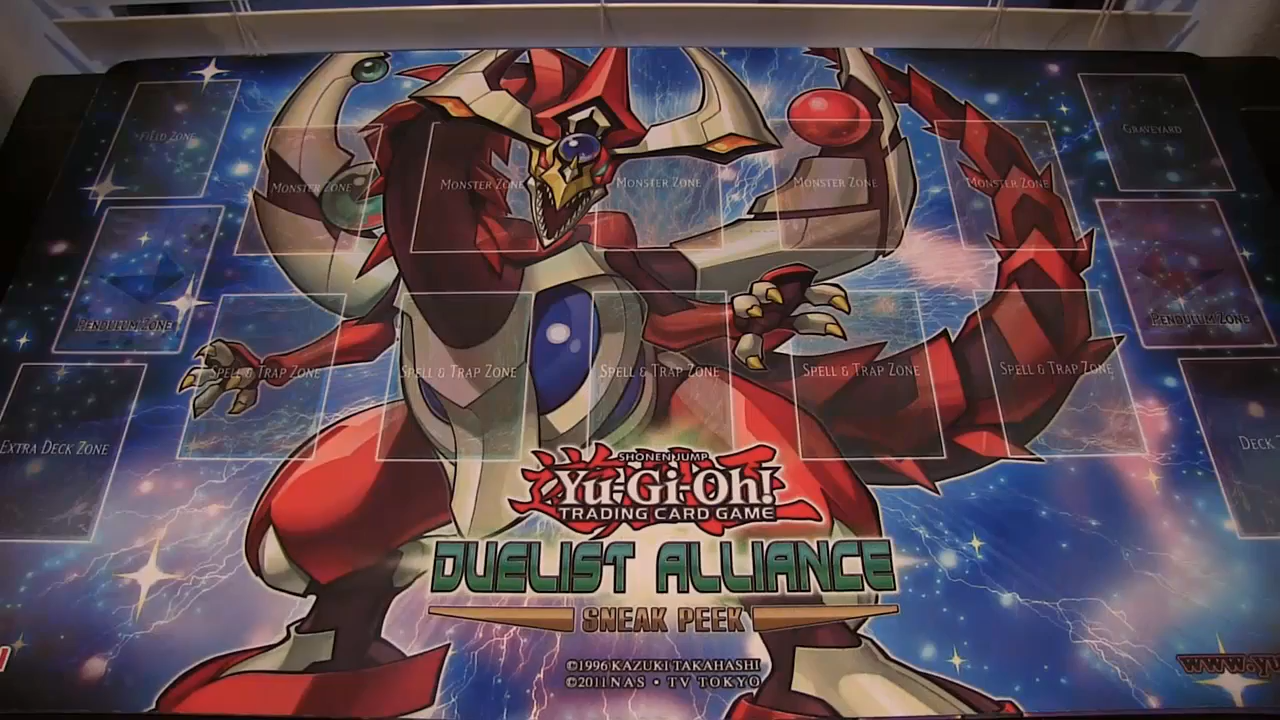 FIELD ZONE
GRAVEYARD
MONSTER ZONE
MONSTER ZONE
MONSTER ZONE
MONSTER ZONE
MONSTER ZONE
PENDULUM ZONE
PENDULUM ZONE
SPELL & TRAP ZONE
SPELL & TRAP ZONE
SPELL & TRAP ZONE
SPELL & TRAP ZONE
SPELL & TRAP ZONE
EXTRA DECK ZONE
DECK
SHONEN JUMP
Yu-Gi-Oh!
TRADING CARD GAME
DUELIST ALLIANCE
SNEAK PEEK
©1996 KAZUKI TAKAHASHI
©2011 NAS • TV TOKYO